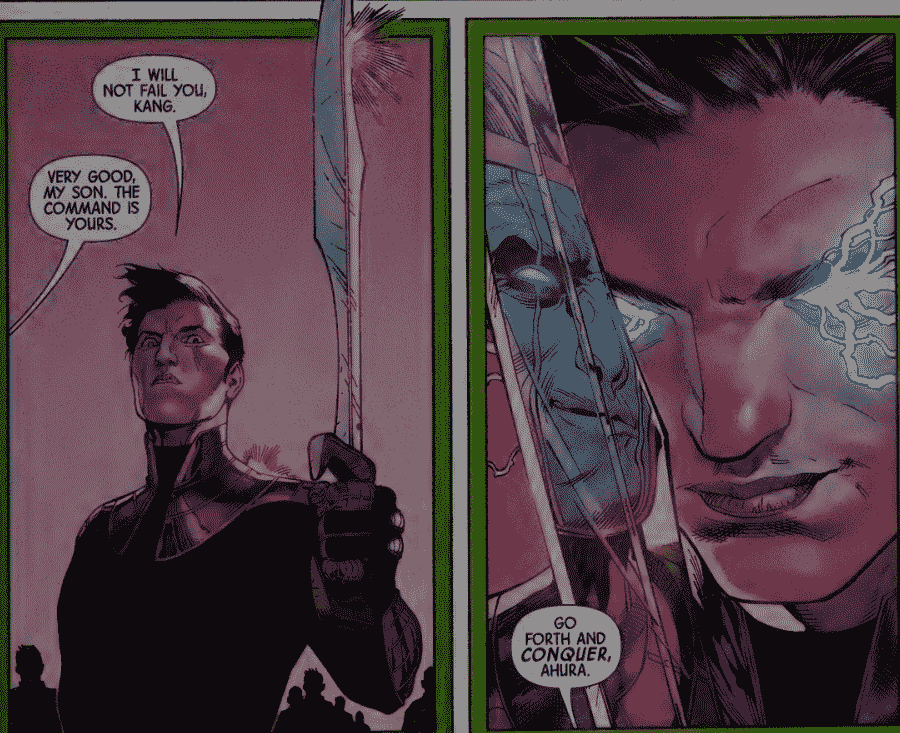 I WILL
NOT FAIL YOU,
KANG.
VERY GOOD,
MY SON. THE
COMMAND IS
YOURS.
GO
FORTH AND
CONQUER,
AHURA.